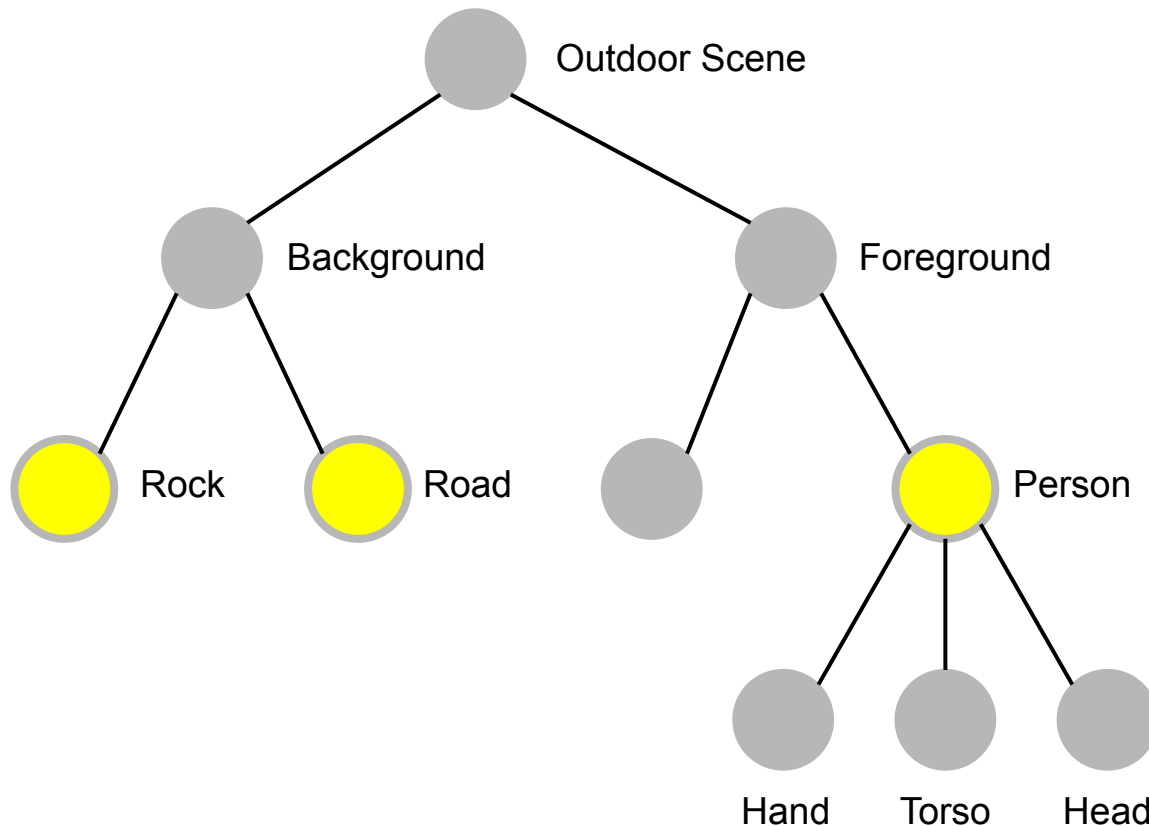 Outdoor Scene
Background
Foreground
Rock
Road
Person
Hand
Torso
Head